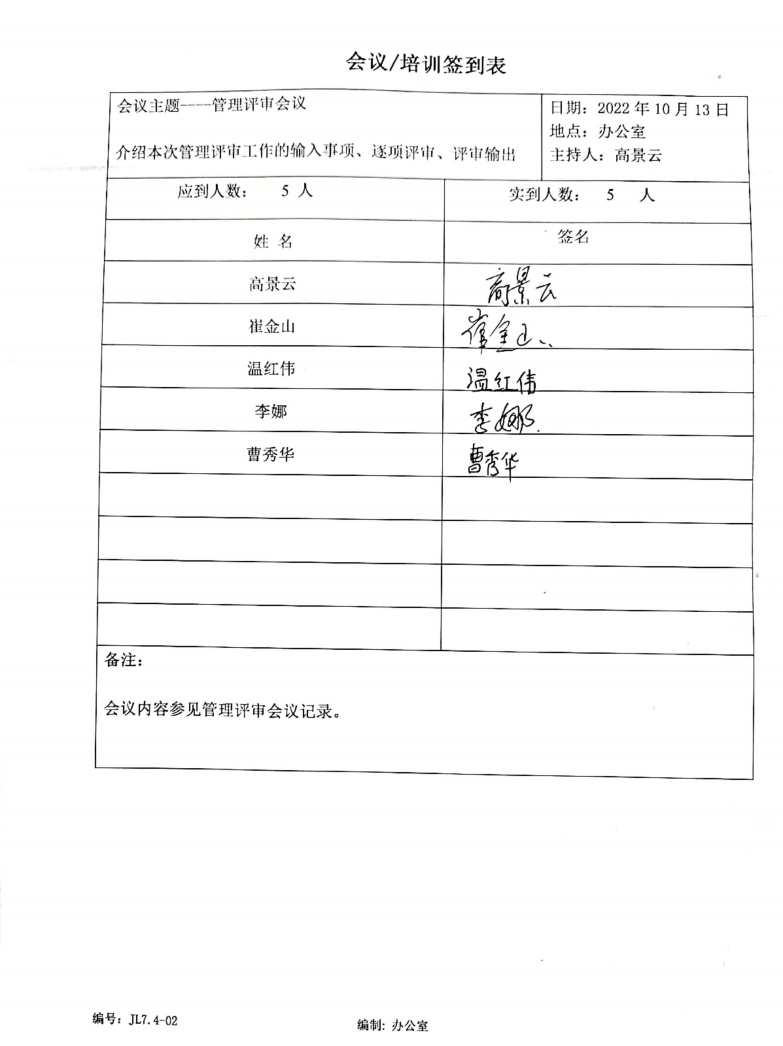 会议/培训签到表
会议主题----管理评审会议
日期：2022 年 10 月 13 日
地点：办公室
介绍本次管理评审工作的输入事项、逐项评审、评审输出
主持人：高景云
应到人数： 5 人
实到人数： 5 人
姓 名
签名
高景云
高景云
崔金山
崔金山
温红伟
温红伟
李娜
李娜
曹秀华
曹秀华
备注：
会议内容参见管理评审会议记录。
编号：JL7.4-02
编制: 办公室